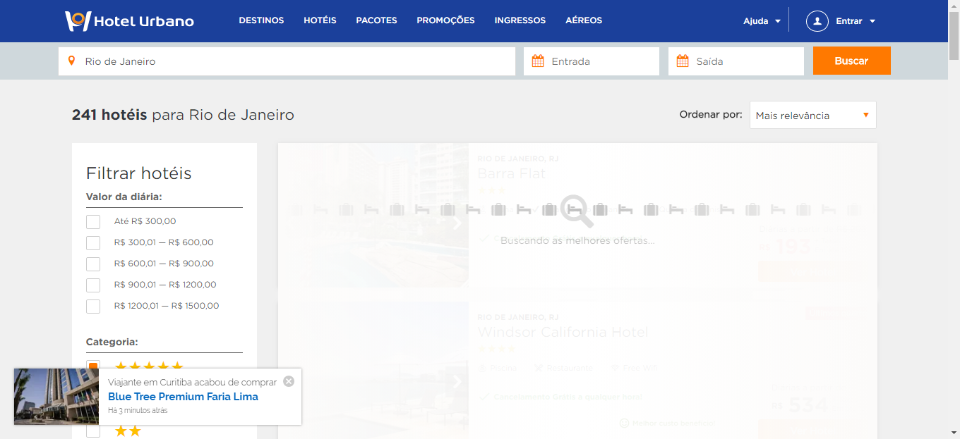 Hotel Urbano
DESTINOS HOTÉIS PACOTES PROMOÇÕES INGRESSOS AÉREOS
Ajuda Entrar
Rio de Janeiro Entrada Saída Buscar
241 hotéis para Rio de Janeiro
Ordenar por: Mais relevância
Filtrar hotéis
Valor da diária:
Até R$ 300,00
R$ 300,01 — R$ 600,00
R$ 600,01 — R$ 900,00
R$ 900,01 — R$ 1200,00
R$ 1200,01 — R$ 1500,00
Categoria:
RIO DE JANEIRO, RJ
Barra Flat
Buscando as melhores ofertas...
RIO DE JANEIRO, RJ
Windsor California Hotel
Viajante em Curitiba acabou de comprar
Blue Tree Premium Faria Lima
Há 3 minutos atrás